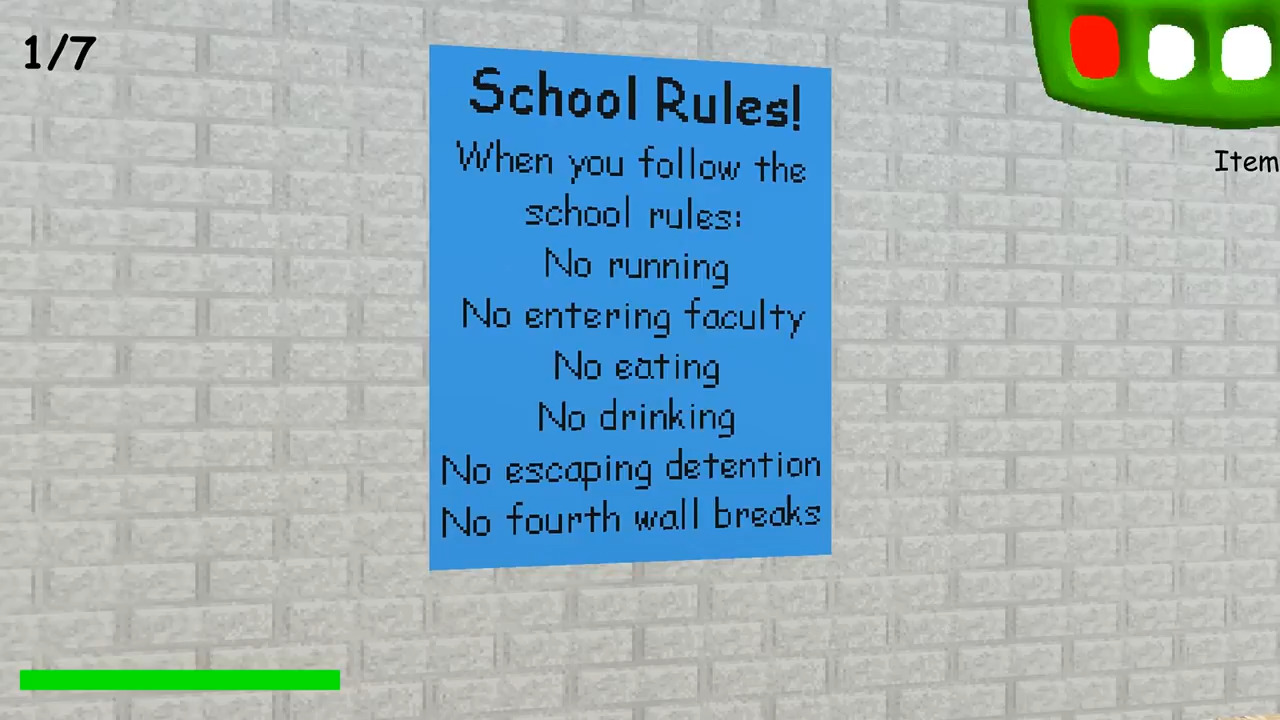 1/7
School Rules!
When you follow the
school rules:
No running
No entering faculty
No eating
No drinking
No escaping detention
No fourth wall breaks
Item